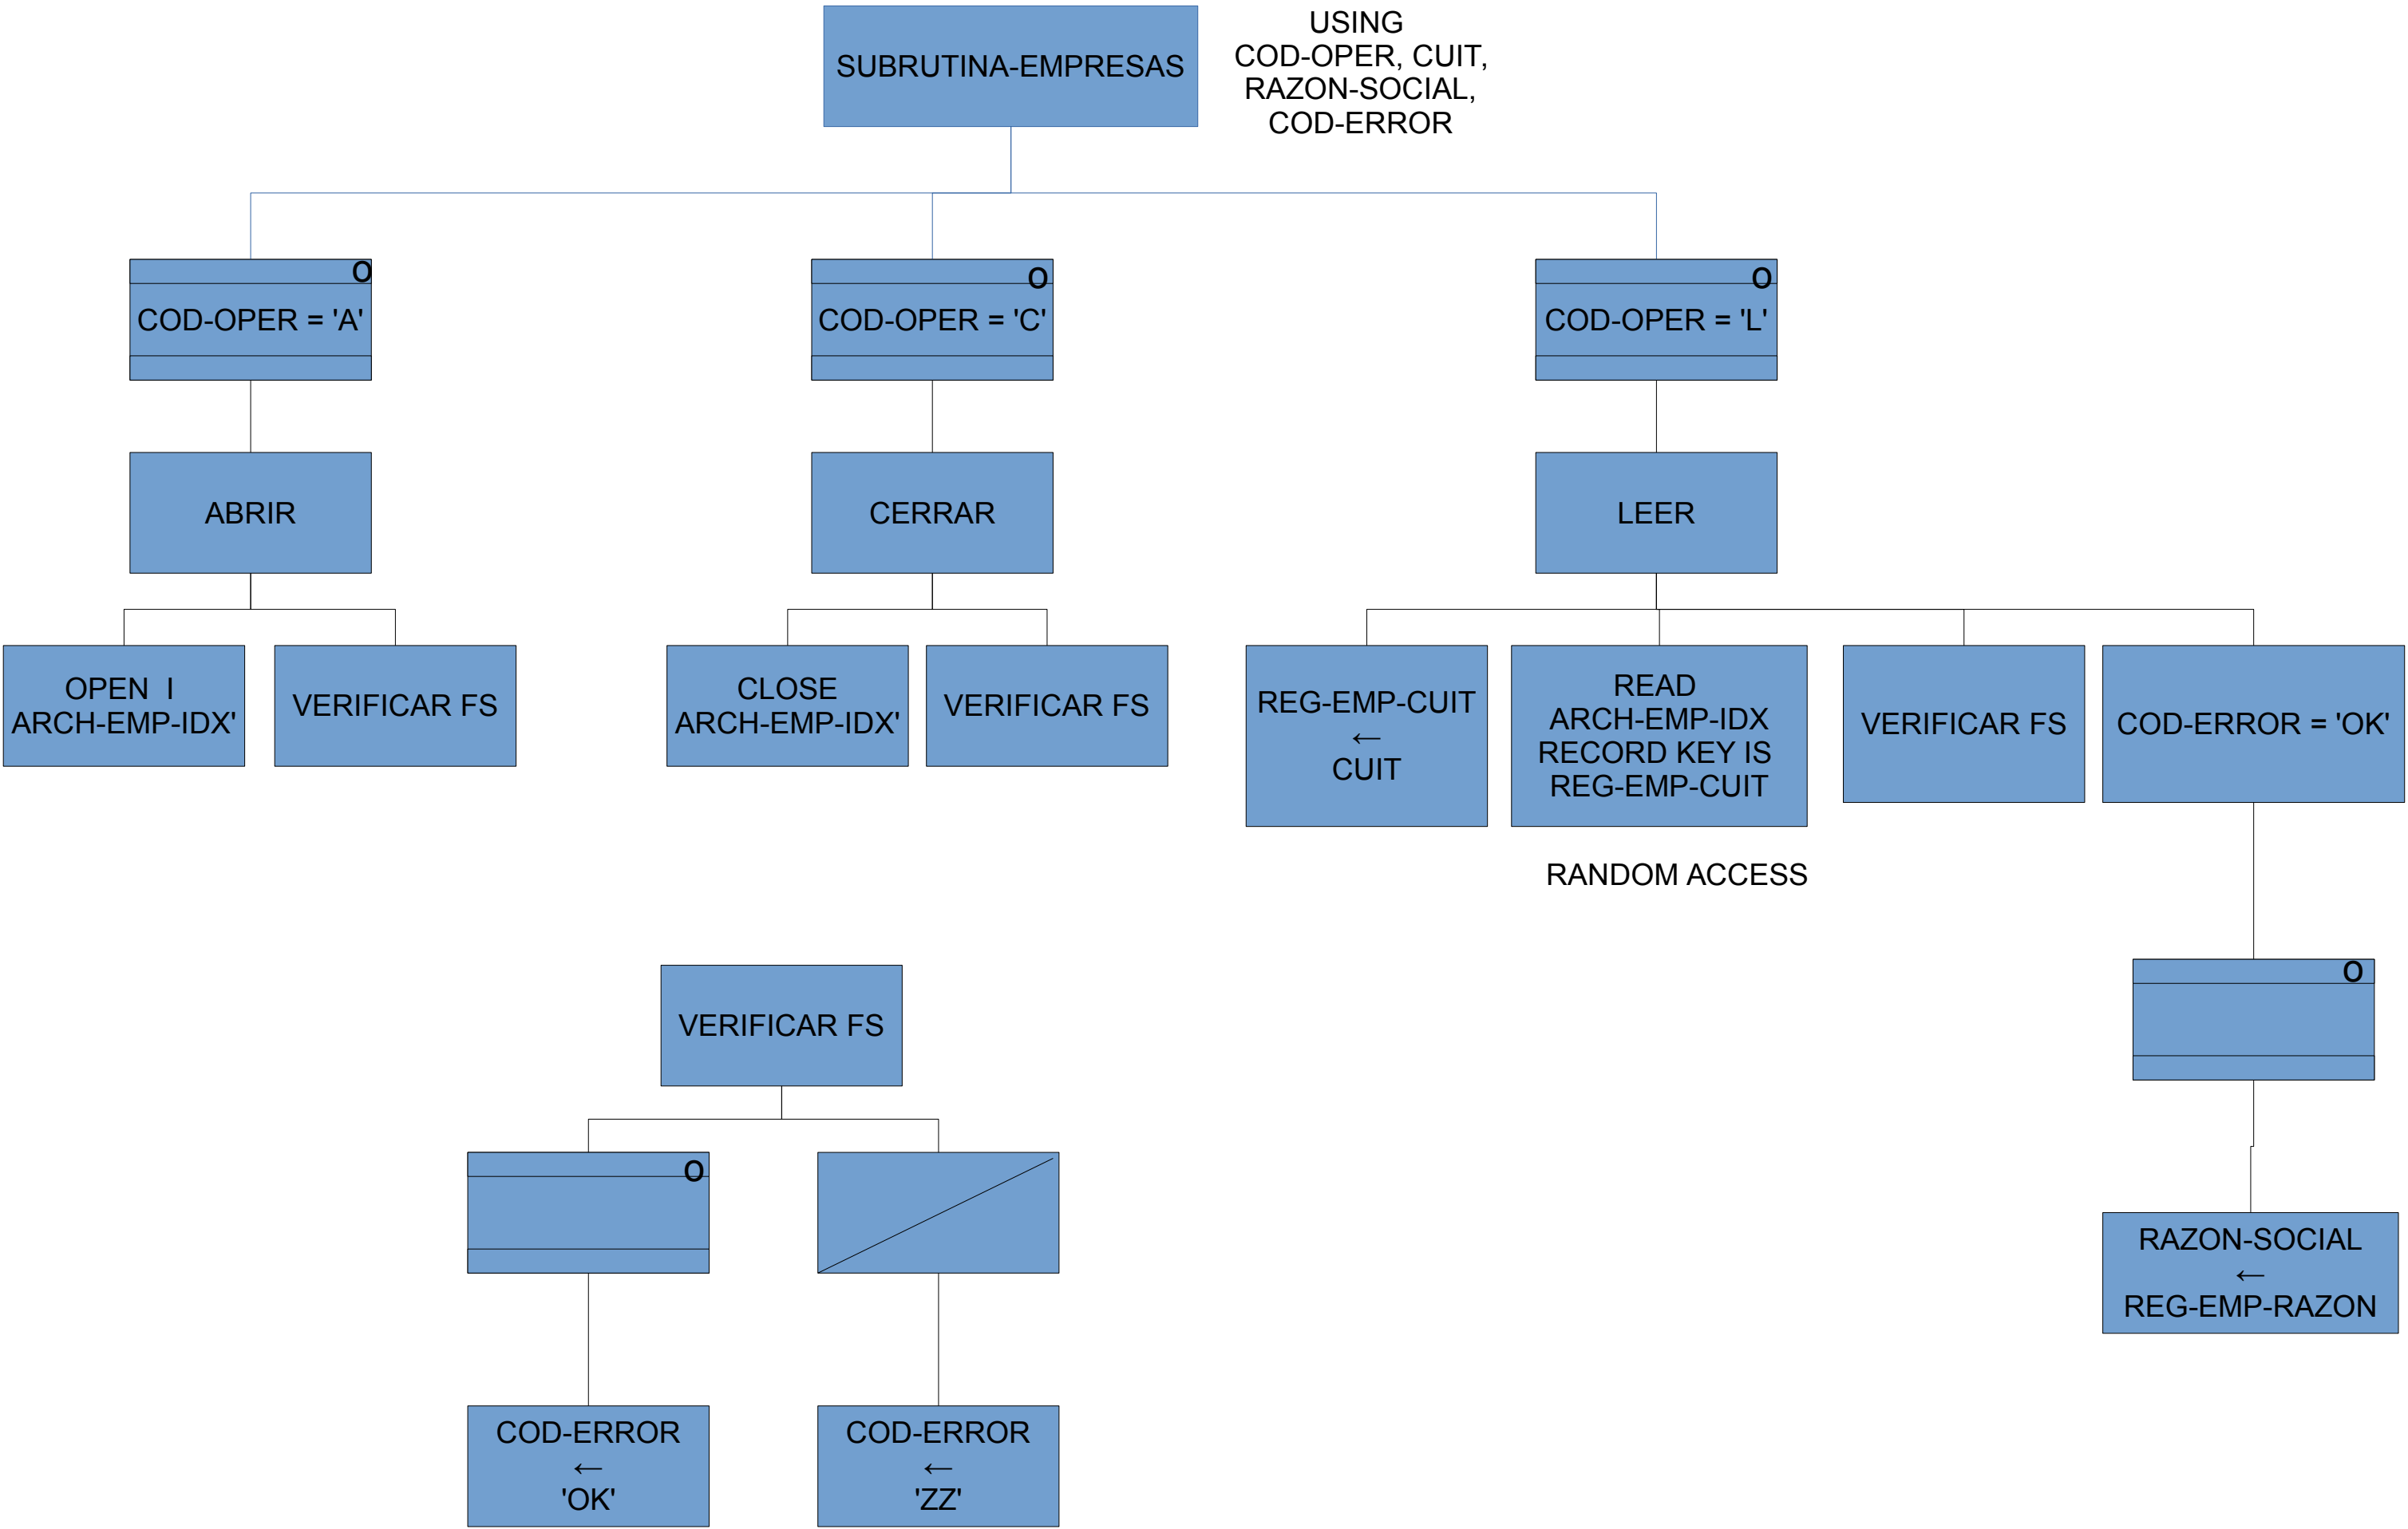 SUBRUTINA-EMPRESAS
USING
COD-OPER, CUIT,
RAZON-SOCIAL,
COD-ERROR
O
COD-OPER = 'A'
O
COD-OPER = 'C'
O
COD-OPER = 'L'
ABRIR
CERRAR
LEER
OPEN  I
ARCH-EMP-IDX'
VERIFICAR FS
CLOSE
ARCH-EMP-IDX'
VERIFICAR FS
REG-EMP-CUIT
←
CUIT
READ
ARCH-EMP-IDX
RECORD KEY IS
REG-EMP-CUIT
VERIFICAR FS
COD-ERROR = 'OK'
RANDOM ACCESS
VERIFICAR FS
O
O
RAZON-SOCIAL
←
REG-EMP-RAZON
COD-ERROR
←
'OK'
COD-ERROR
←
'ZZ'